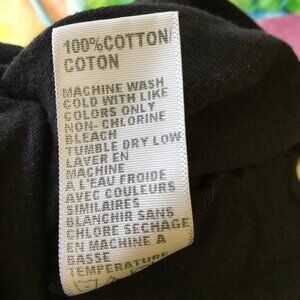 100%COTTON/
COTON
MACHINE WASH
COLD WITH LIKE
COLORS ONLY
NON- CHLORINE
BLEACH
TUMBLE DRY LOW
LAVER EN
MACHINE
A L'EAU FROIDE
AVEC COULEURS
SIMILAIRES
BLANCHIR SANS
CHLORE SECHAGE
EN MACHINE A
BASSE
TEMPERATURE